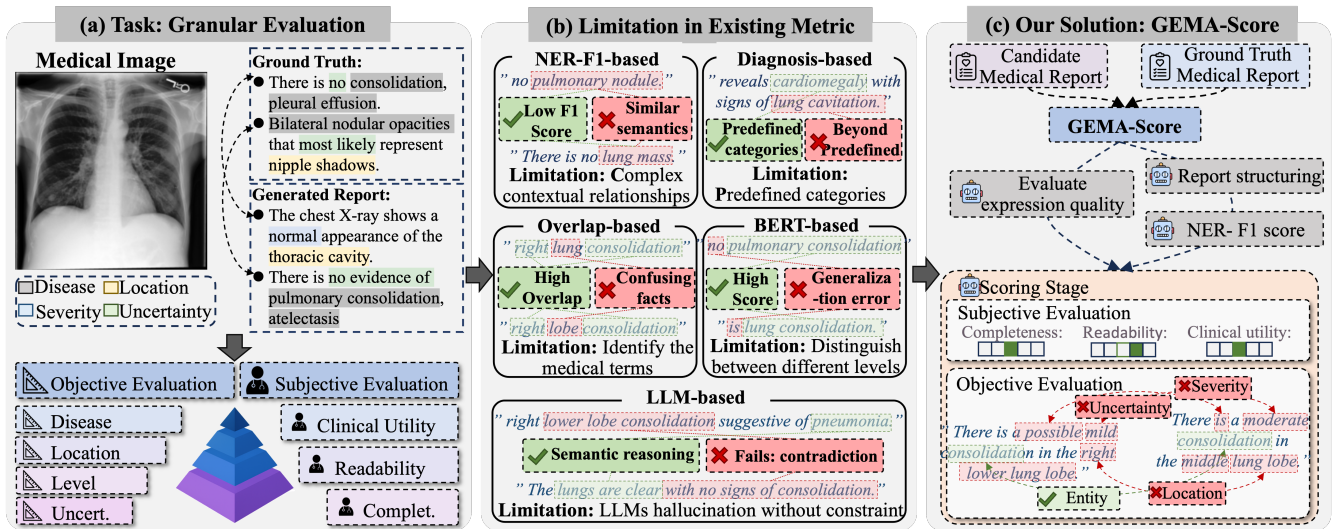 (a) Task: Granular Evaluation
Medical Image
Ground Truth:
There is no consolidation,
pleural effusion.
Bilateral nodular opacities
that most likely represent
nipple shadows.
Generated Report:
The chest X-ray shows a
normal appearance of the
thoracic cavity.
There is no evidence of
pulmonary consolidation,
atelectasis
Disease
Location
Severity
Uncertainty
Objective Evaluation
Subjective Evaluation
Disease
Location
Level
Uncert.
Clinical Utility
Readability
Complet.
(b) Limitation in Existing Metric
NER-F1-based
" no pulmonary nodule "
Low F1
Score
Similar
semantics
" There is no lung mass."
Limitation: Complex
contextual relationships
Diagnosis-based
" reveals cardiomegaly with
signs of lung cavitation."
Predefined
categories
Beyond
Predefined
Limitation:
Predefined categories
Overlap-based
" right lung consolidation"
High
Overlap
Confusing
facts
" right lobe consolidation"
Limitation: Identify the
medical terms
BERT-based
" no pulmonary consolidation"
High
Score
Generaliza
-tion error
" is lung consolidation. "
Limitation: Distinguish
between different levels
LLM-based
" right lower lobe consolidation suggestive of pneumonia."
Semantic reasoning
Fails: contradiction
" The lungs are clear with no signs of consolidation."
Limitation: LLMs hallucination without constraint
(c) Our Solution: GEMA-Score
Candidate
Medical Report
Ground Truth
Medical Report
GEMA-Score
Evaluate
expression quality
Report structuring
NER- F1 score
Scoring Stage
Subjective Evaluation
Completeness:
Readability:
Clinical utility:
Objective Evaluation
Severity
Uncertainty
"There is a possible mild
consolidation in the right
lower lung lobe."
There is a moderate
consolidation in
the middle lung lobe."
Entity
Location